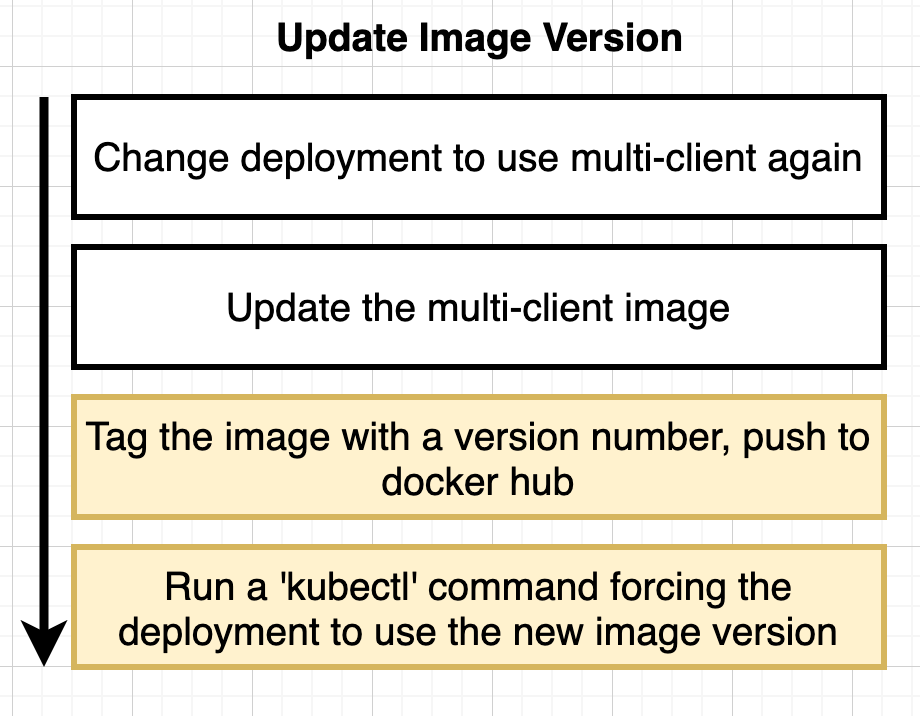 Update Image Version
Change deployment to use multi-client again
Update the multi-client image
Tag the image with a version number, push to
docker hub
Run a 'kubectl' command forcing the
deployment to use the new image version